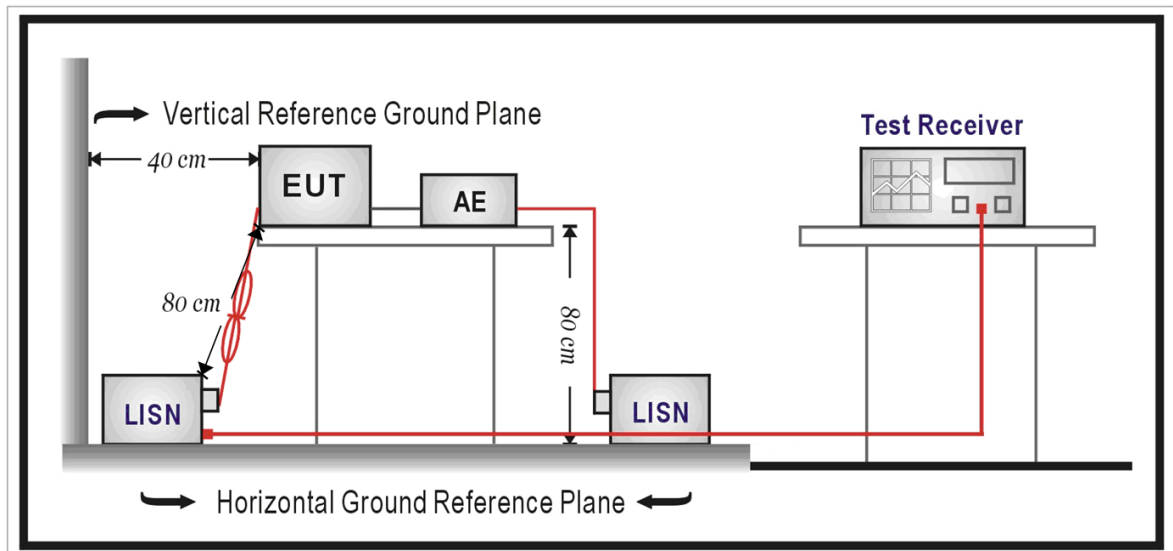 Vertical Reference Ground Plane
Test Receiver
40 cm
EUT
AE
80 cm
80 cm
LISN
LISN
Horizontal Ground Reference Plane